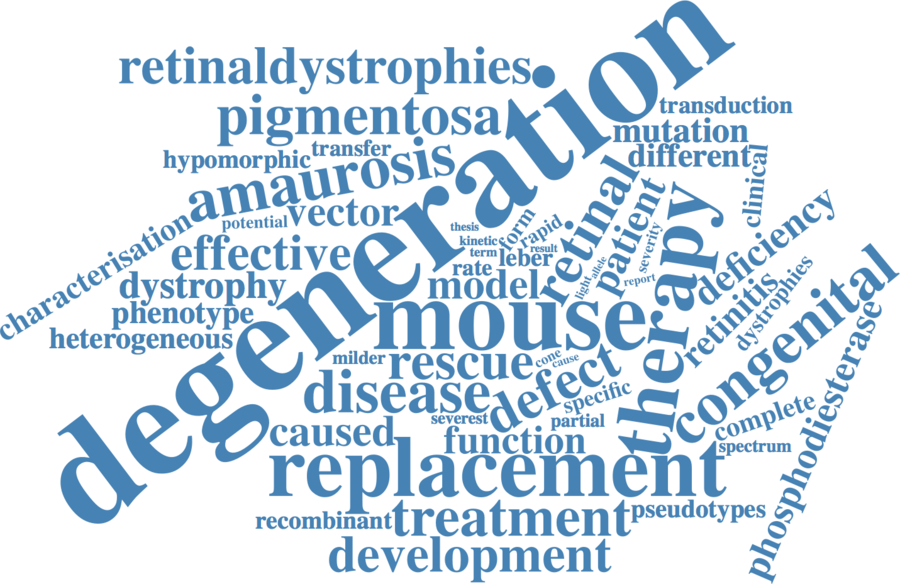 degeneration
retinaldystrophies
pigmentosa
transduction
mutation
different
hypomorphic
transfer
amaurosis
clinical
potential
vector
characterisation
effective
dystrophy
phenotype
heterogeneous
thesis
kinetic
term
form
rapid
result
leber
rate
model
retinal
light
allele
patient
severity
report
therapy
deficiency
retinitis
dystrophies
mouse
congenital
phosphodiesterase
milder
rescue
cone
cause
disease
defect
specific
severest
partial
complete
spectrum
caused
function
replacement
recombinant
treatment
pseudotypes
development